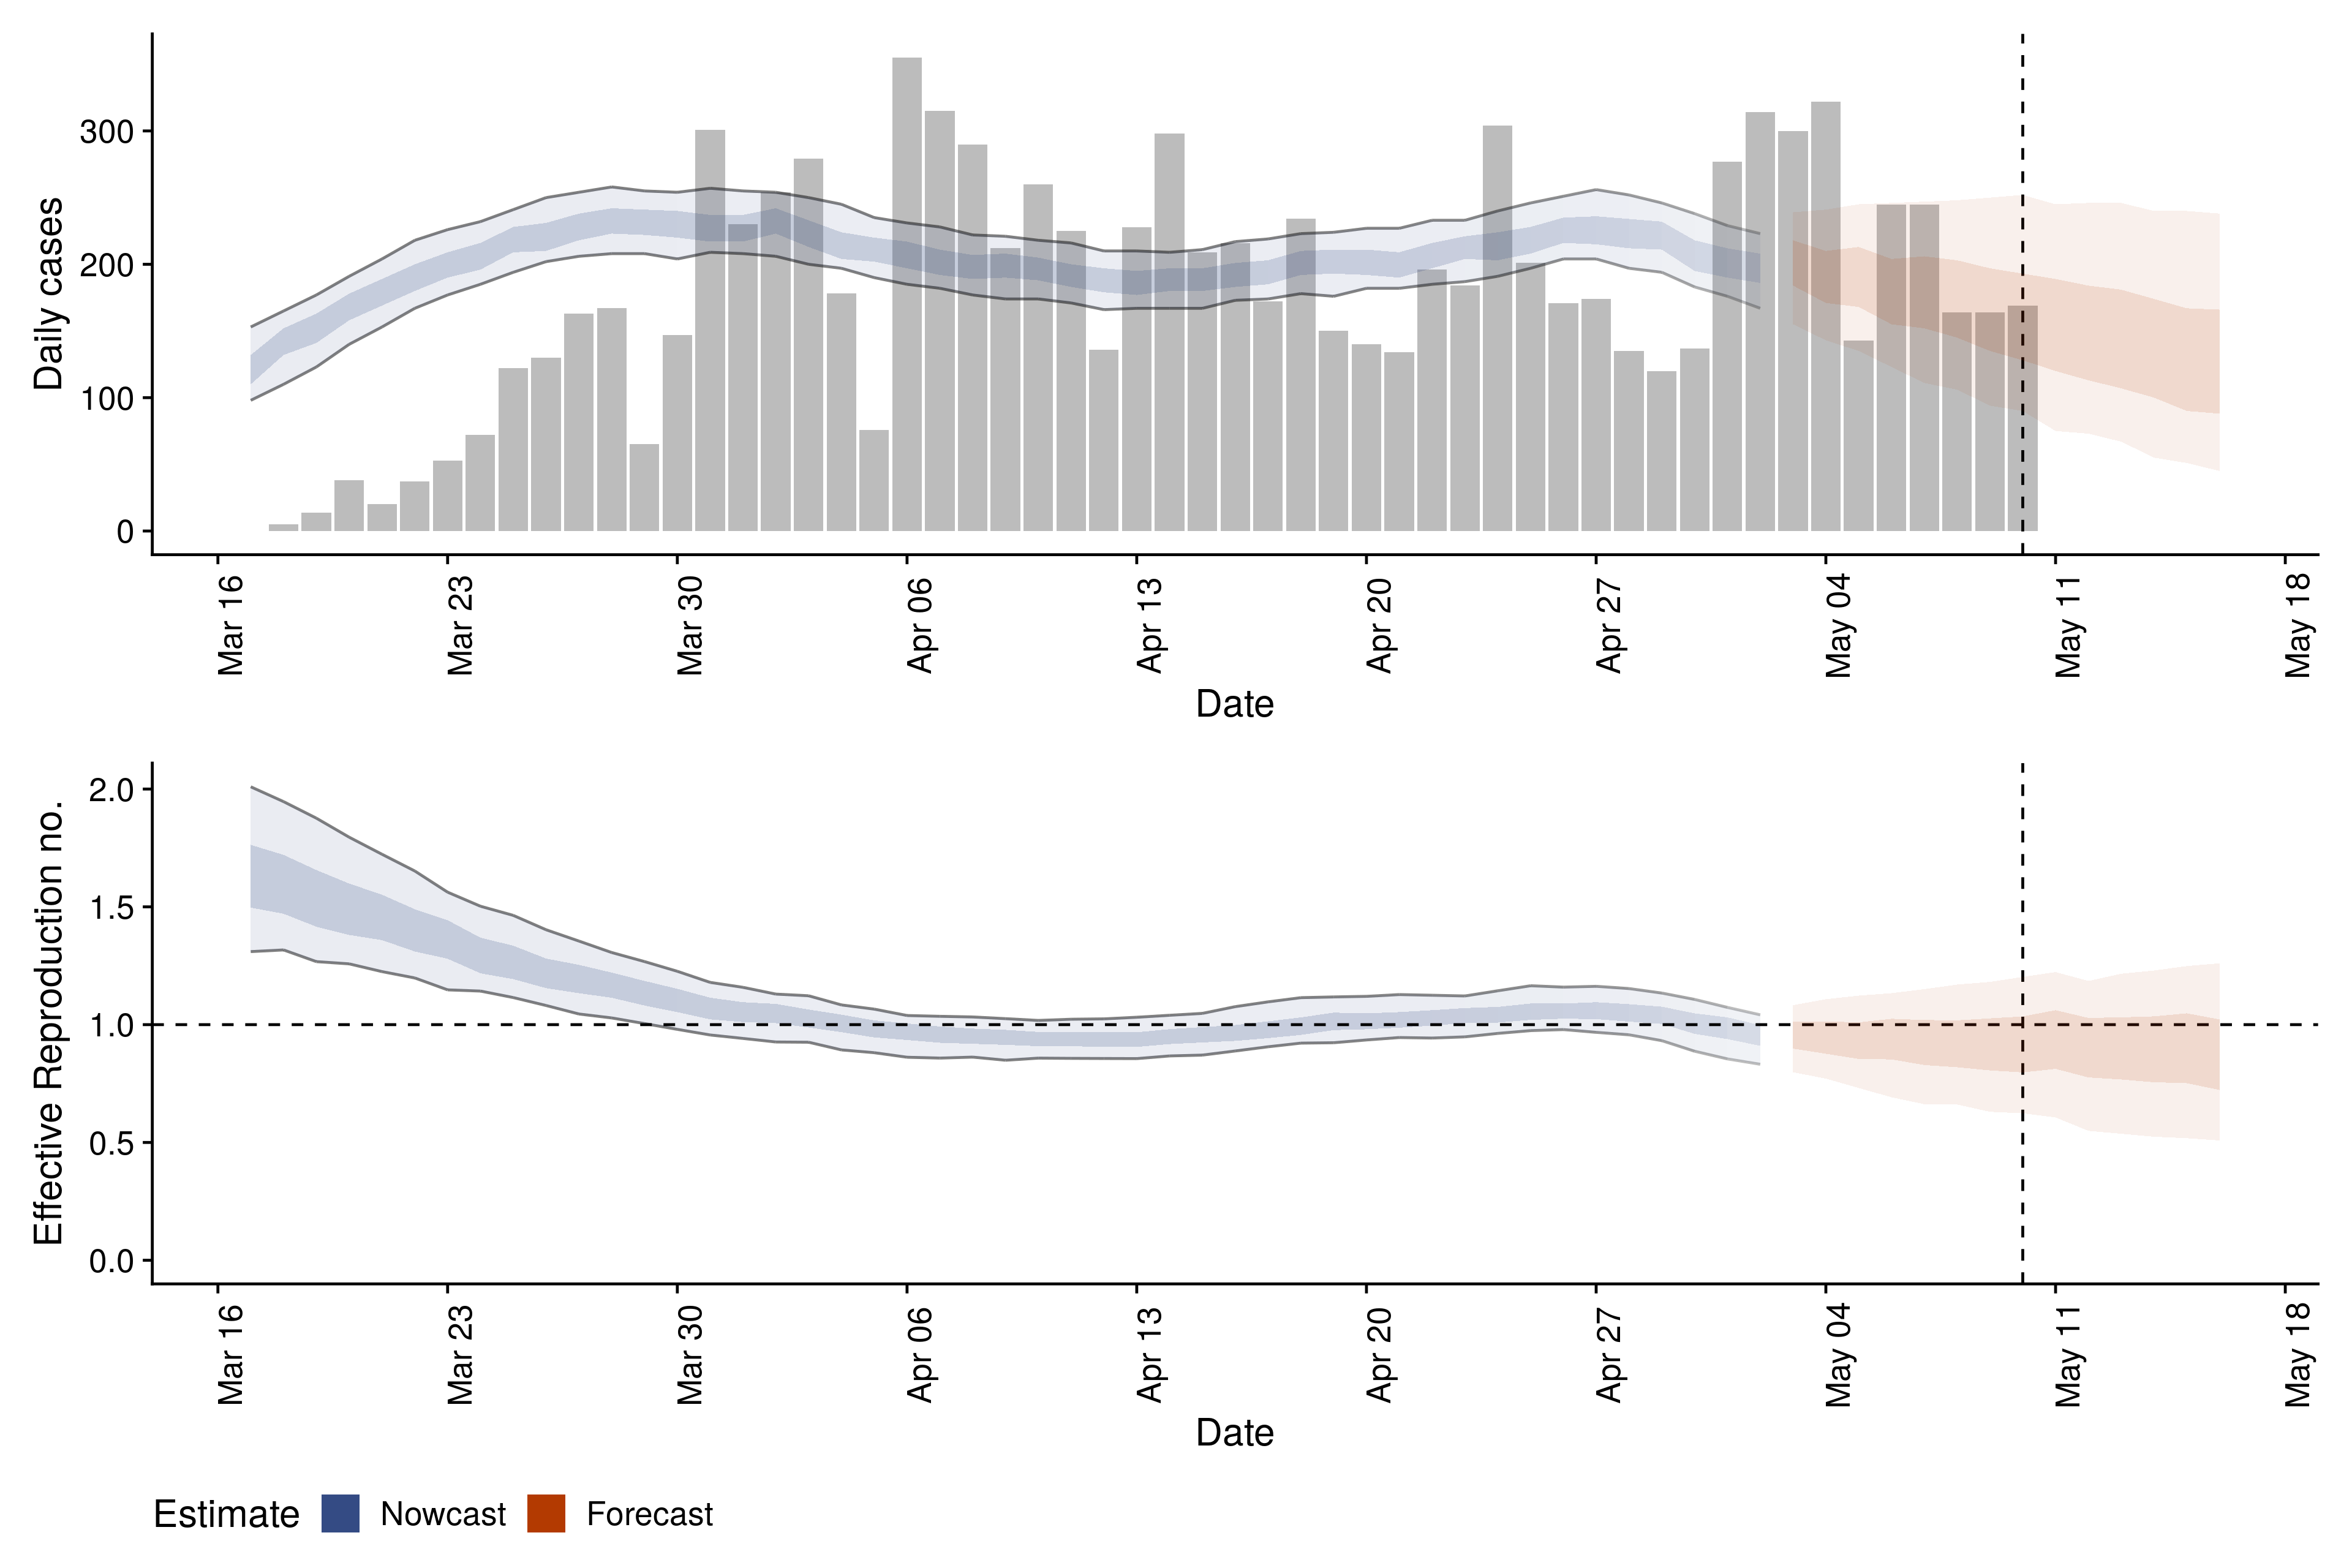 Daily cases
300
200
100
0
Mar 16
Mar 23
Mar 30
Apr 06
Apr 13
Apr 20
Apr 27
May 04
May 11
May 18
Date
Effective Reproduction no.
2.0
1.5
1.0
0.5
0.0
Mar 16
Mar 23
Mar 30
Apr 06
Apr 13
Apr 20
Apr 27
May 04
May 11
May 18
Date
Estimate Nowcast Forecast